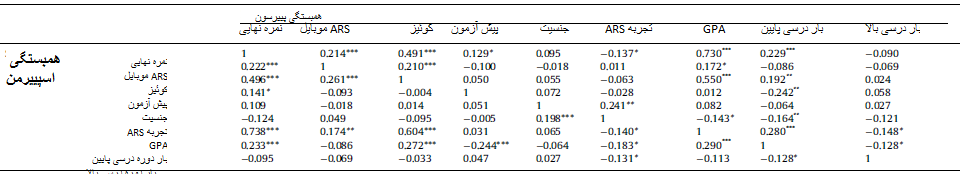 همبستگی پییرسون
نمره نهایی ARS موبایل کوئیز پیش آزمون جنسیت تجربه ARS GPA بار درسی پایین بار درسی بالا
همبستگی اسپییرمن
نمره نهایی 1 0.214*** 0.491*** 0.129* 0.095 −0.137* 0.730*** 0.229*** −0.090
ARS موبایل 0.222*** 1 0.210*** −0.100 −0.018 0.011 0.172* −0.086 −0.069
کوئیز 0.496*** 0.261*** 1 0.050 0.055 −0.063 0.550*** 0.192** 0.024
پیش آزمون 0.141* −0.093 −0.004 1 0.072 −0.028 0.012 −0.242** 0.058
جنسیت 0.109 −0.018 0.014 0.051 1 0.241** 0.082 −0.064 0.027
تجربه ARS −0.124 0.049 −0.095 −0.005 0.198*** 1 −0.143* −0.164** −0.121
GPA 0.738*** 0.174** 0.604*** 0.031 0.065 −0.140* 1 0.280*** −0.148*
بار دوره درسی پایین 0.233*** −0.086 0.272*** −0.244*** −0.064 −0.183* 0.290*** 1 −0.128*
−0.095 −0.069 −0.033 0.047 0.027 −0.131* −0.113 −0.128* 1